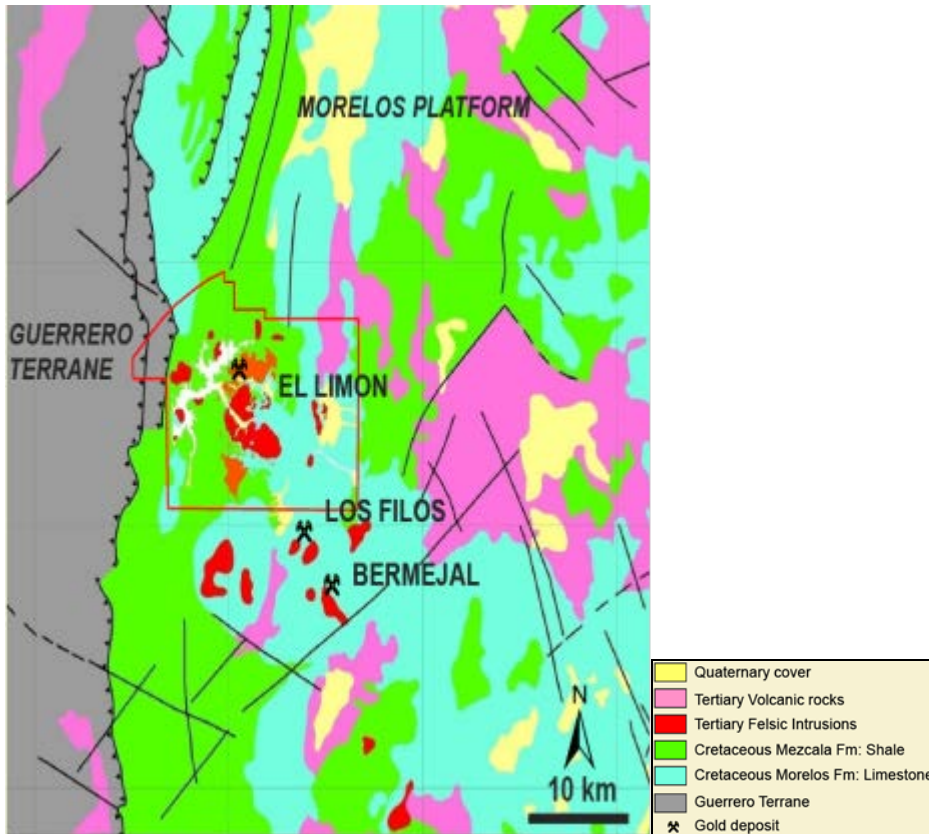 MORELOS PLATFORM
GUERRERO
TERRANE
EL LIMON
LOS FILOS
BERMEJAL
N
10 km
Quaternary cover
Tertiary Volcanic rocks
Tertiary Felsic Intrusions
Cretaceous Mezcala Fm: Shale
Cretaceous Morelos Fm: Limestone
Guerrero Terrane
Gold deposit